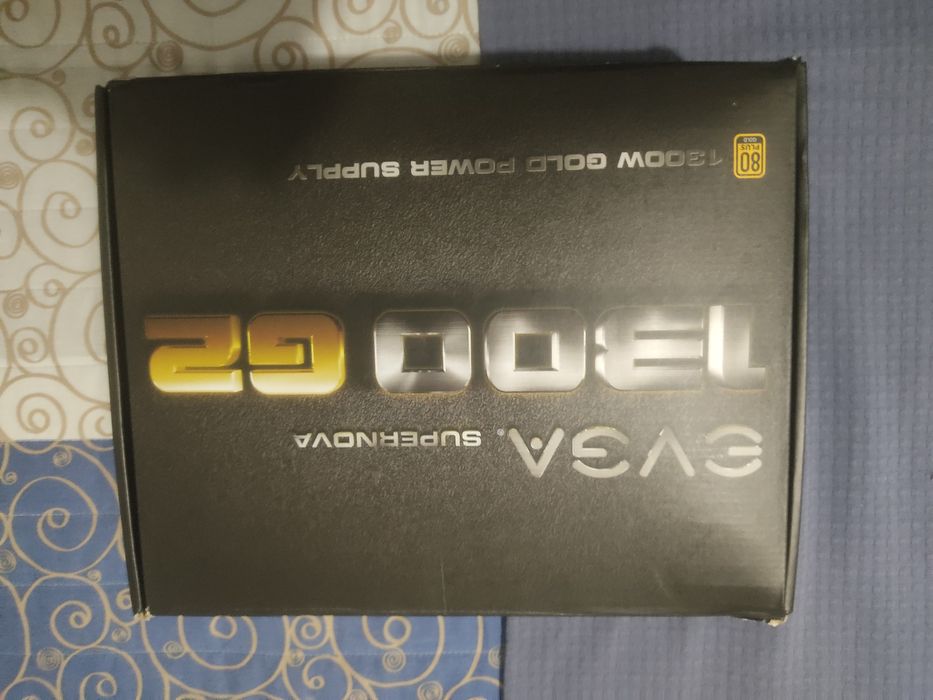 EVGA® SUPERNOVA
1300 G2
1300W GOLD POWER SUPPLY
80
PLUS
GOLD